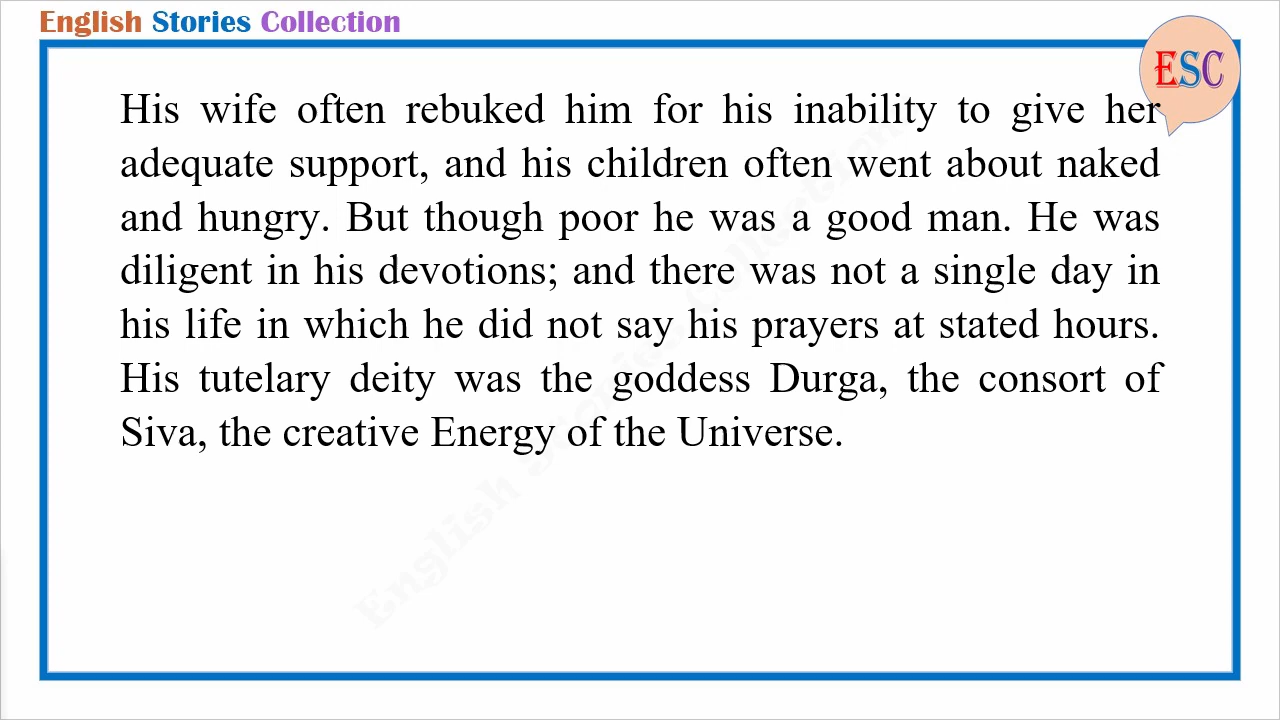 English Stories Collection
ESC
His wife often rebuked him for his inability to give her
adequate support, and his children often went about naked
and hungry. But though poor he was a good man. He was
diligent in his devotions; and there was not a single day in
his life in which he did not say his prayers at stated hours.
His tutelary deity was the goddess Durga, the consort of
Siva, the creative Energy of the Universe.
English Stories Collection